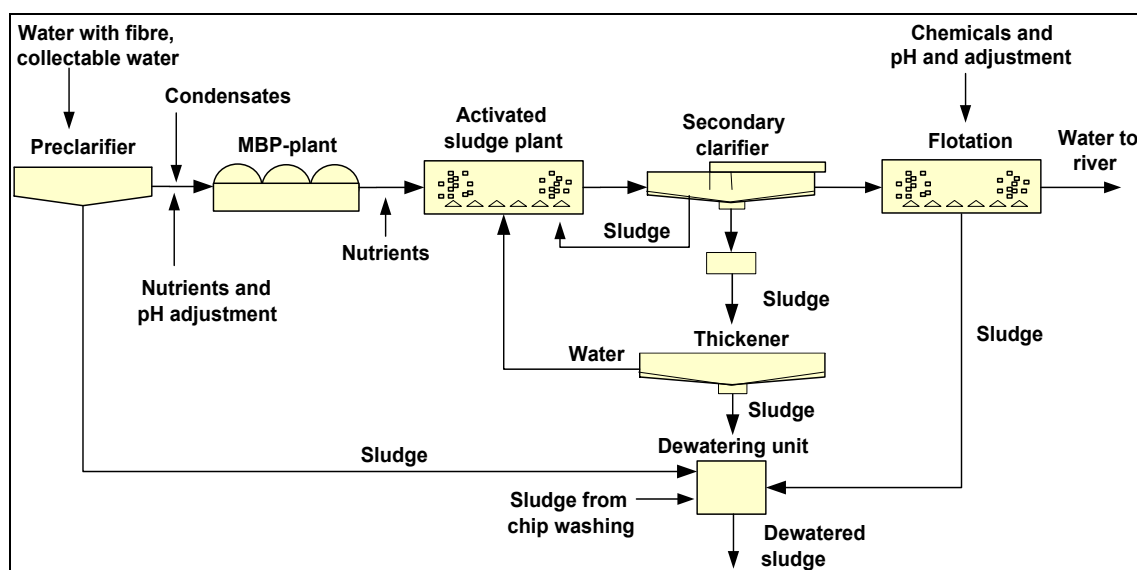 Water with fibre,
collectable water
Chemicals and
pH and adjustment
Condensates
Preclarifier
MBP-plant
Activated
sludge plant
Secondary
clarifier
Flotation
Water to
river
Nutrients
Sludge
Nutrients and
pH adjustment
Sludge
Thickener
Water
Sludge
Sludge
Dewatering unit
Sludge
Sludge from
chip washing
Dewatered
sludge